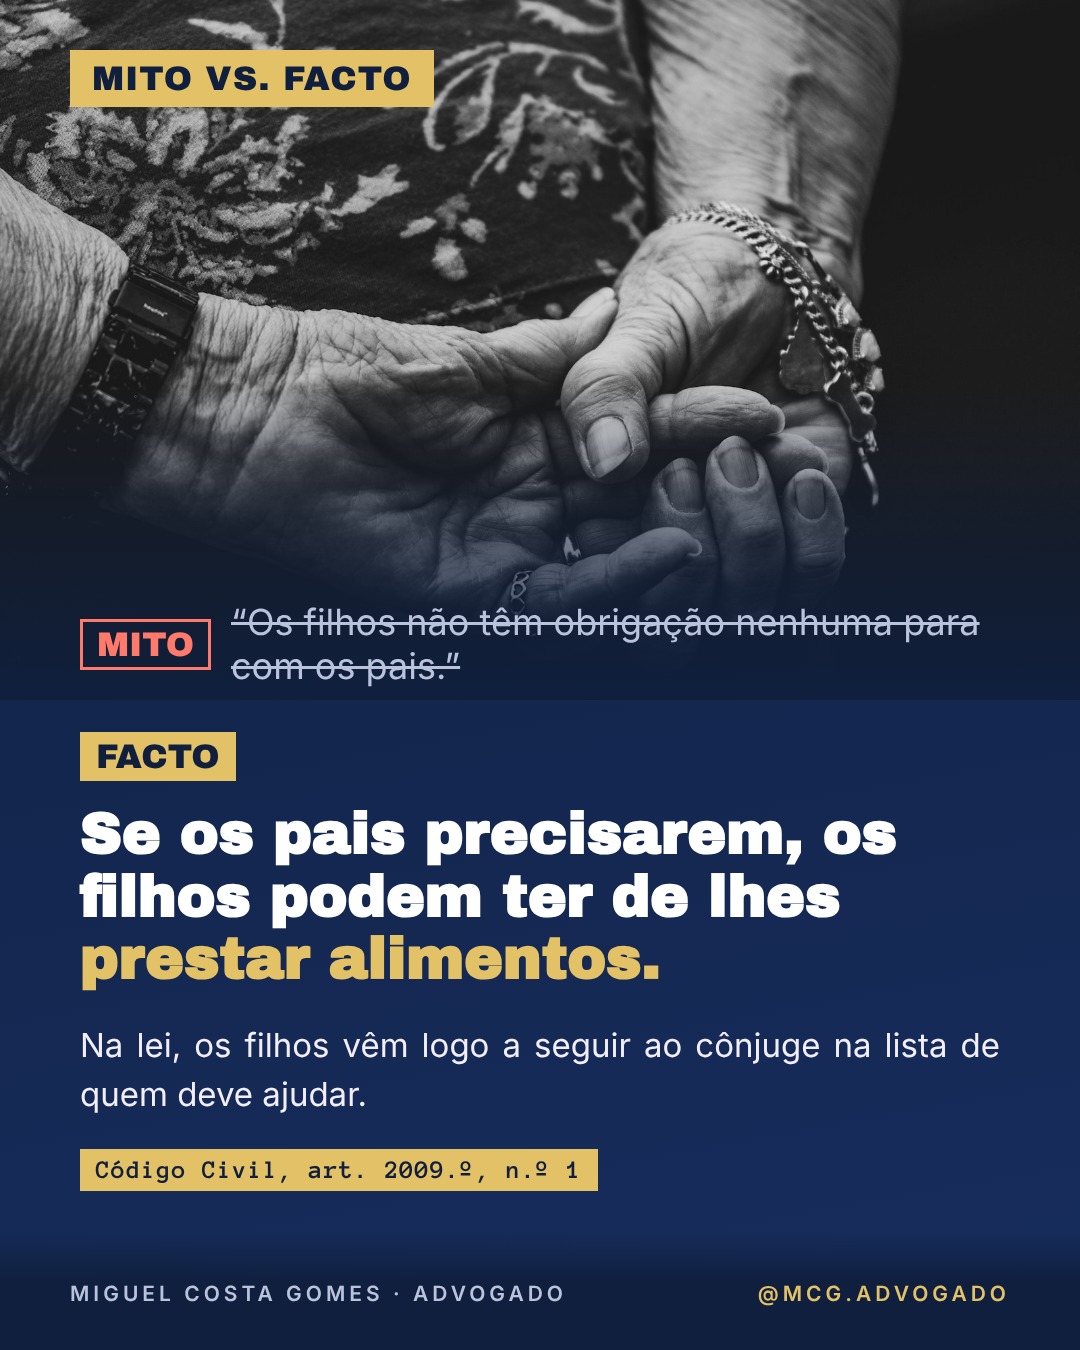 MITO VS. FACTO
MITO
“Os filhos não têm obrigação nenhuma para
com os pais.”
FACTO
Se os pais precisarem, os
filhos podem ter de lhes
prestar alimentos.
Na lei, os filhos vêm logo a seguir ao cônjuge na lista de
quem deve ajudar.
Código Civil, art. 2009.º, n.º 1
MIGUEL COSTA GOMES · ADVOGADO
@MCG.ADVOGADO